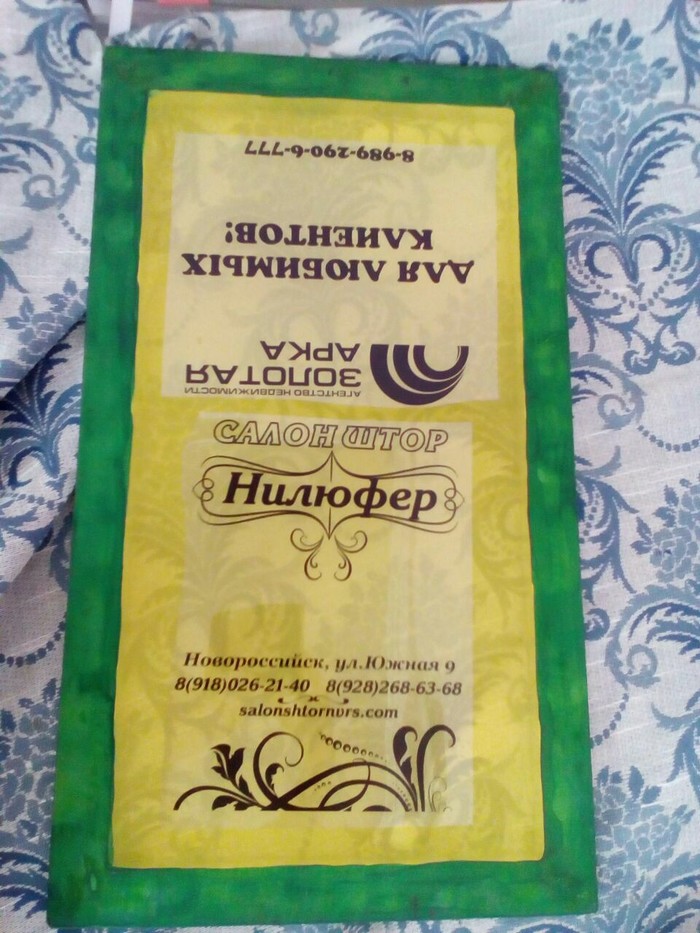 8-989-290-6-777
ДЛЯ ЛЮБИМЫХ
КЛИЕНТОВ!
АГЕНТСТВО НЕДВИЖИМОСТИ
ЗОЛОТАЯ
АРКА
САЛОН ШТОР
Нилюфер
Новороссийск, ул.Южная 9
8(918)026-21-40 8(928)268-63-68
salonshtornvrs.com